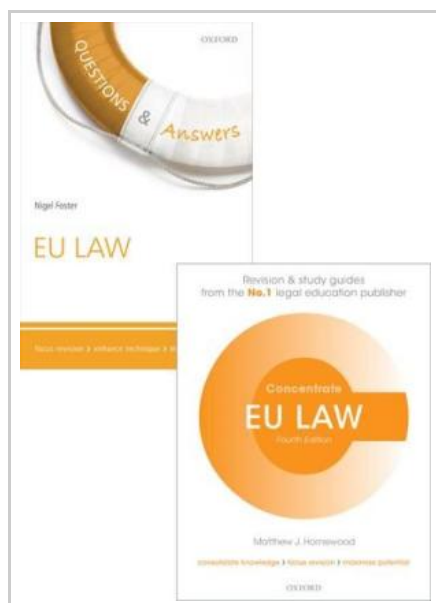 OXFORD
QUESTIONS
&
Answers
Nigel Foster
EU LAW
focus revision > enhance technique >
Revision & study guides
from the No.1 legal education publisher
Concentrate
EU LAW
Fourth Edition
Matthew J. Homewood
consolidate knowledge > focus revision > maximise potential
OXFORD